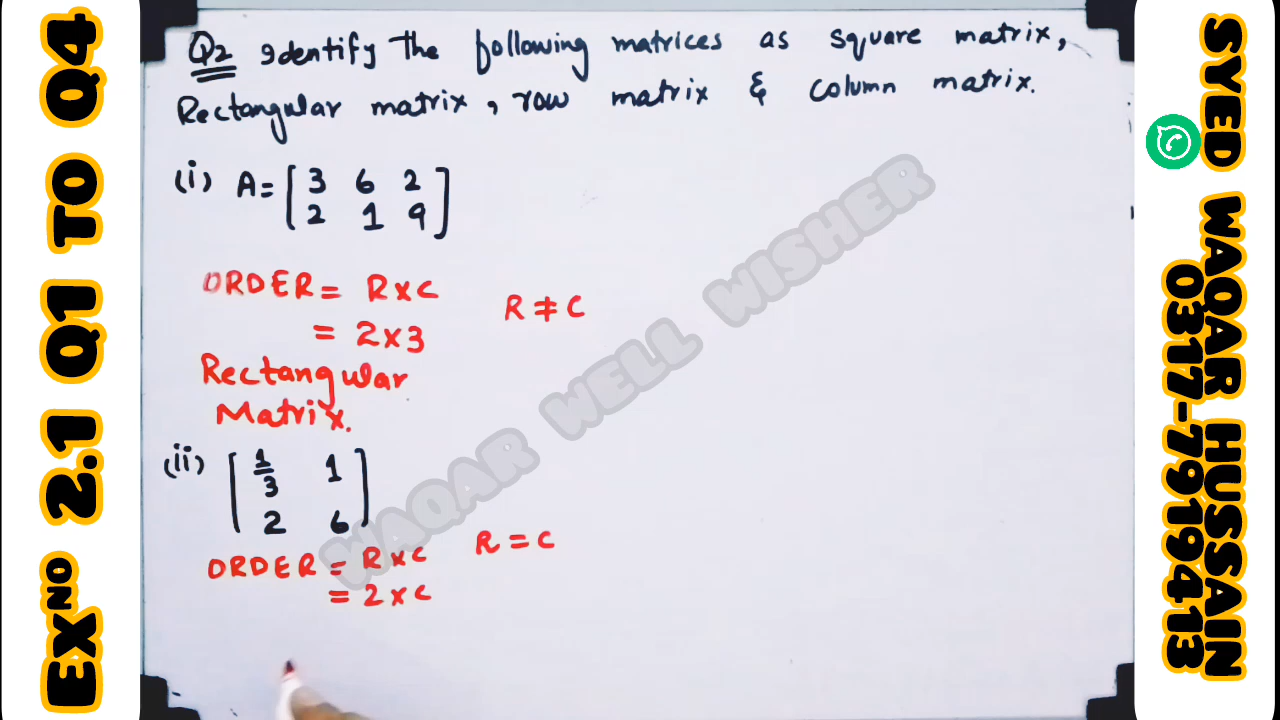 EXNO 2.1 Q1 TO Q4
Q2 Identify the following matrices as square matrix,
Rectangular matrix, row matrix & column matrix.
(i) A = [ 3 6 2
2 1 9 ]
ORDER = R×C
R ≠ C
= 2×3
Rectangular
Matrix.
(ii) [ 1/3 1
2 6 ]
ORDER = R×C
R = C
= 2×C
WAQAR WELL WISHER
SYED WAQAR HUSSAIN
0317-7919413